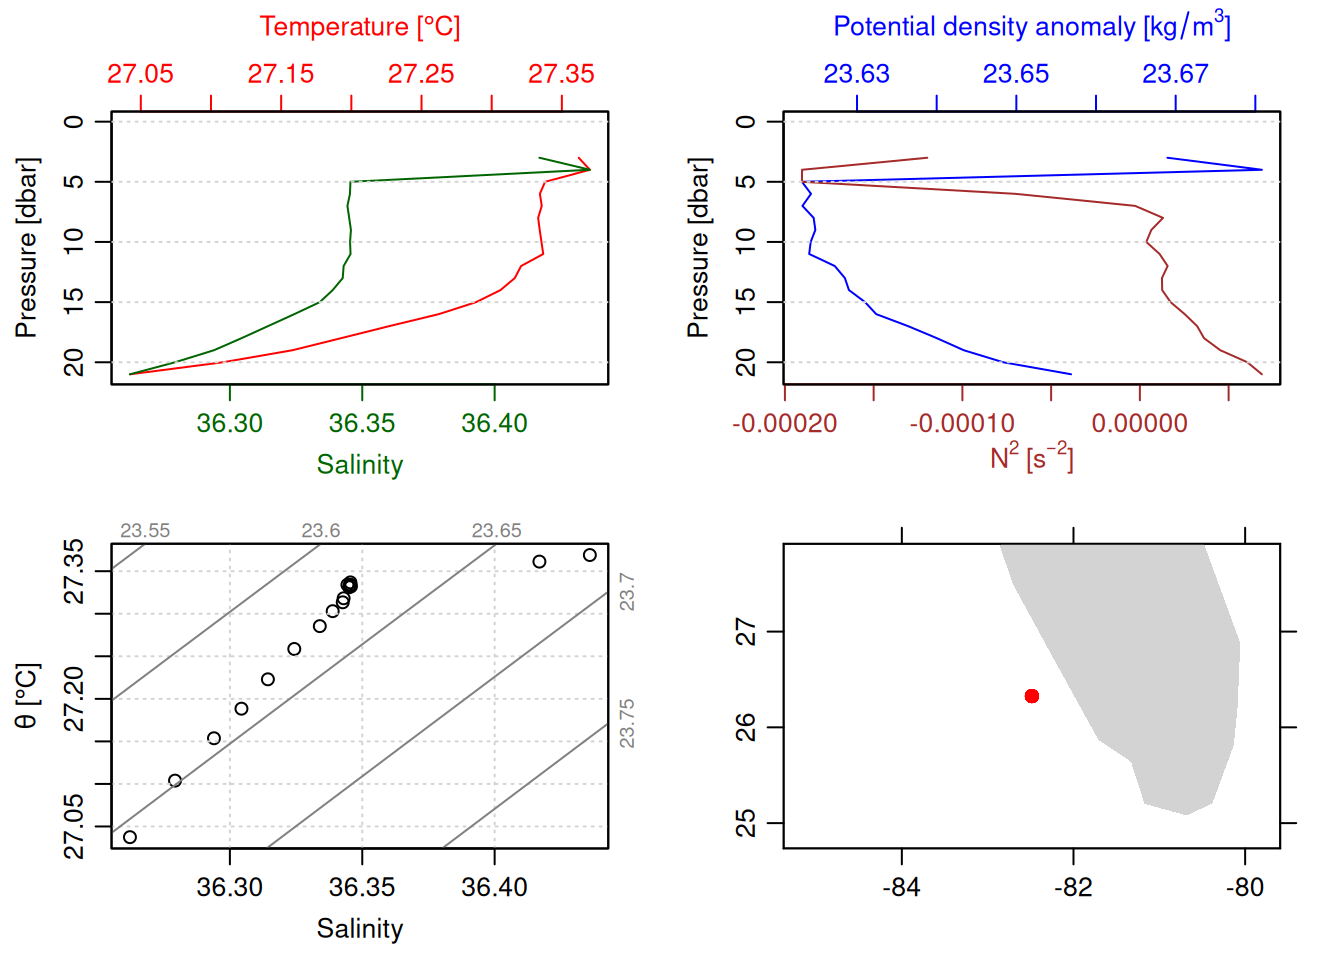 Temperature [°C]
27.05 27.15 27.25 27.35
Pressure [dbar]
0
5
10
15
20
36.30 36.35 36.40
Salinity
Potential density anomaly [kg/m³]
23.63 23.65 23.67
Pressure [dbar]
0
5
10
15
20
-0.00020 -0.00010 0.00000
N² [s⁻²]
23.55 23.6 23.65
23.7
23.75
θ [°C]
27.35
27.20
27.05
36.30 36.35 36.40
Salinity
27
26
25
-84 -82 -80